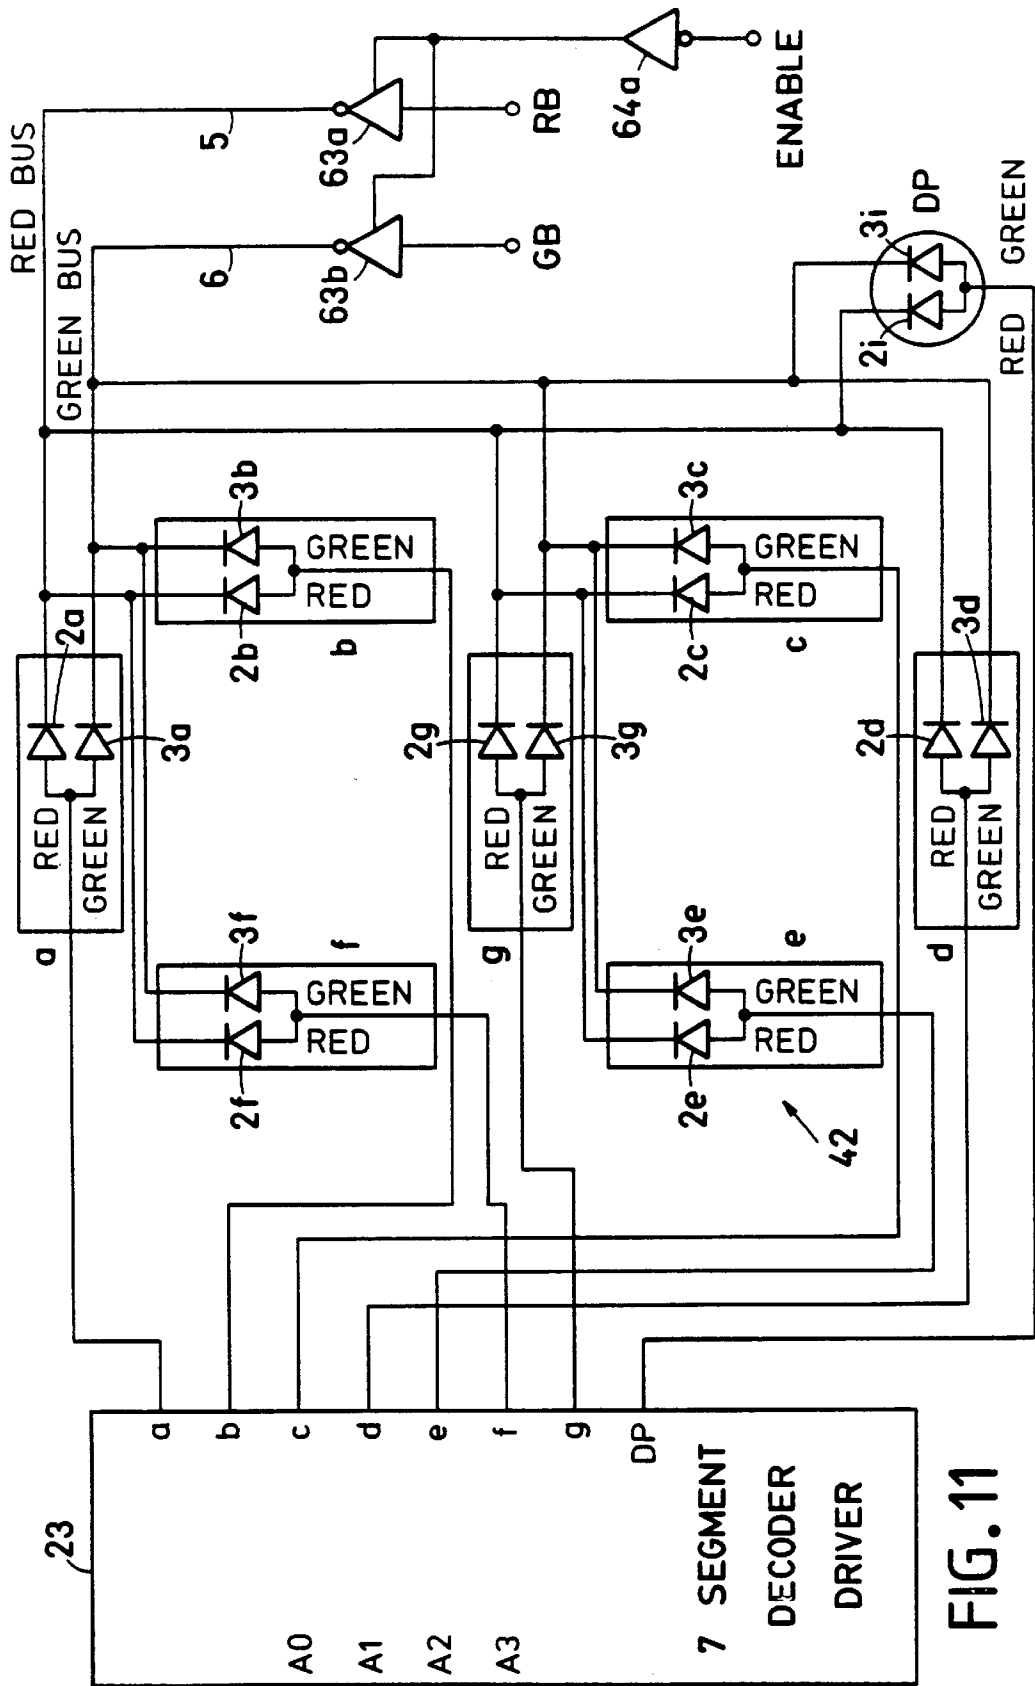 23
A0
A1
A2
A3
a
b
c
d
e
f
g
DP
7 SEGMENT
DECODER
DRIVER
a
RED
GREEN
2a
3a
f
2f
3f
RED
GREEN
b
2b
3b
RED
GREEN
g
RED
GREEN
2g
3g
e
2e
3e
RED
GREEN
c
2c
3c
RED
GREEN
d
RED
GREEN
2d
3d
42
RED BUS
GREEN BUS
5
6
63a
63b
RB
GB
64a
ENABLE
2i
3i
DP
RED
GREEN
FIG. 11